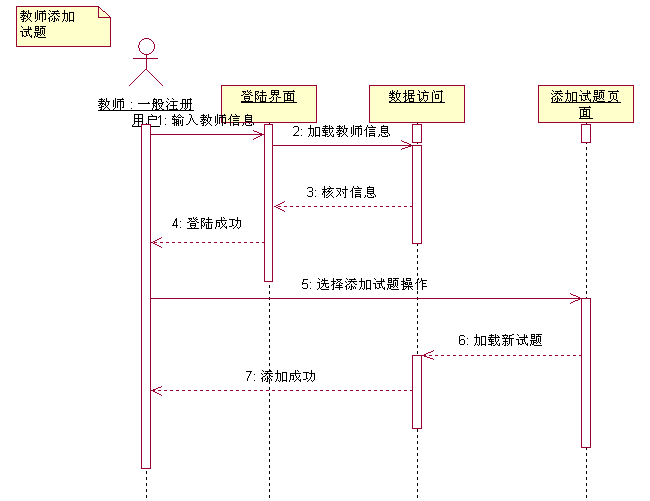 教师添加
试题
教师 : 一般注册
用户
登陆界面
数据访问
添加试题页
面
1: 输入教师信息
2: 加载教师信息
3: 核对信息
4: 登陆成功
5: 选择添加试题操作
6: 加载新试题
7: 添加成功